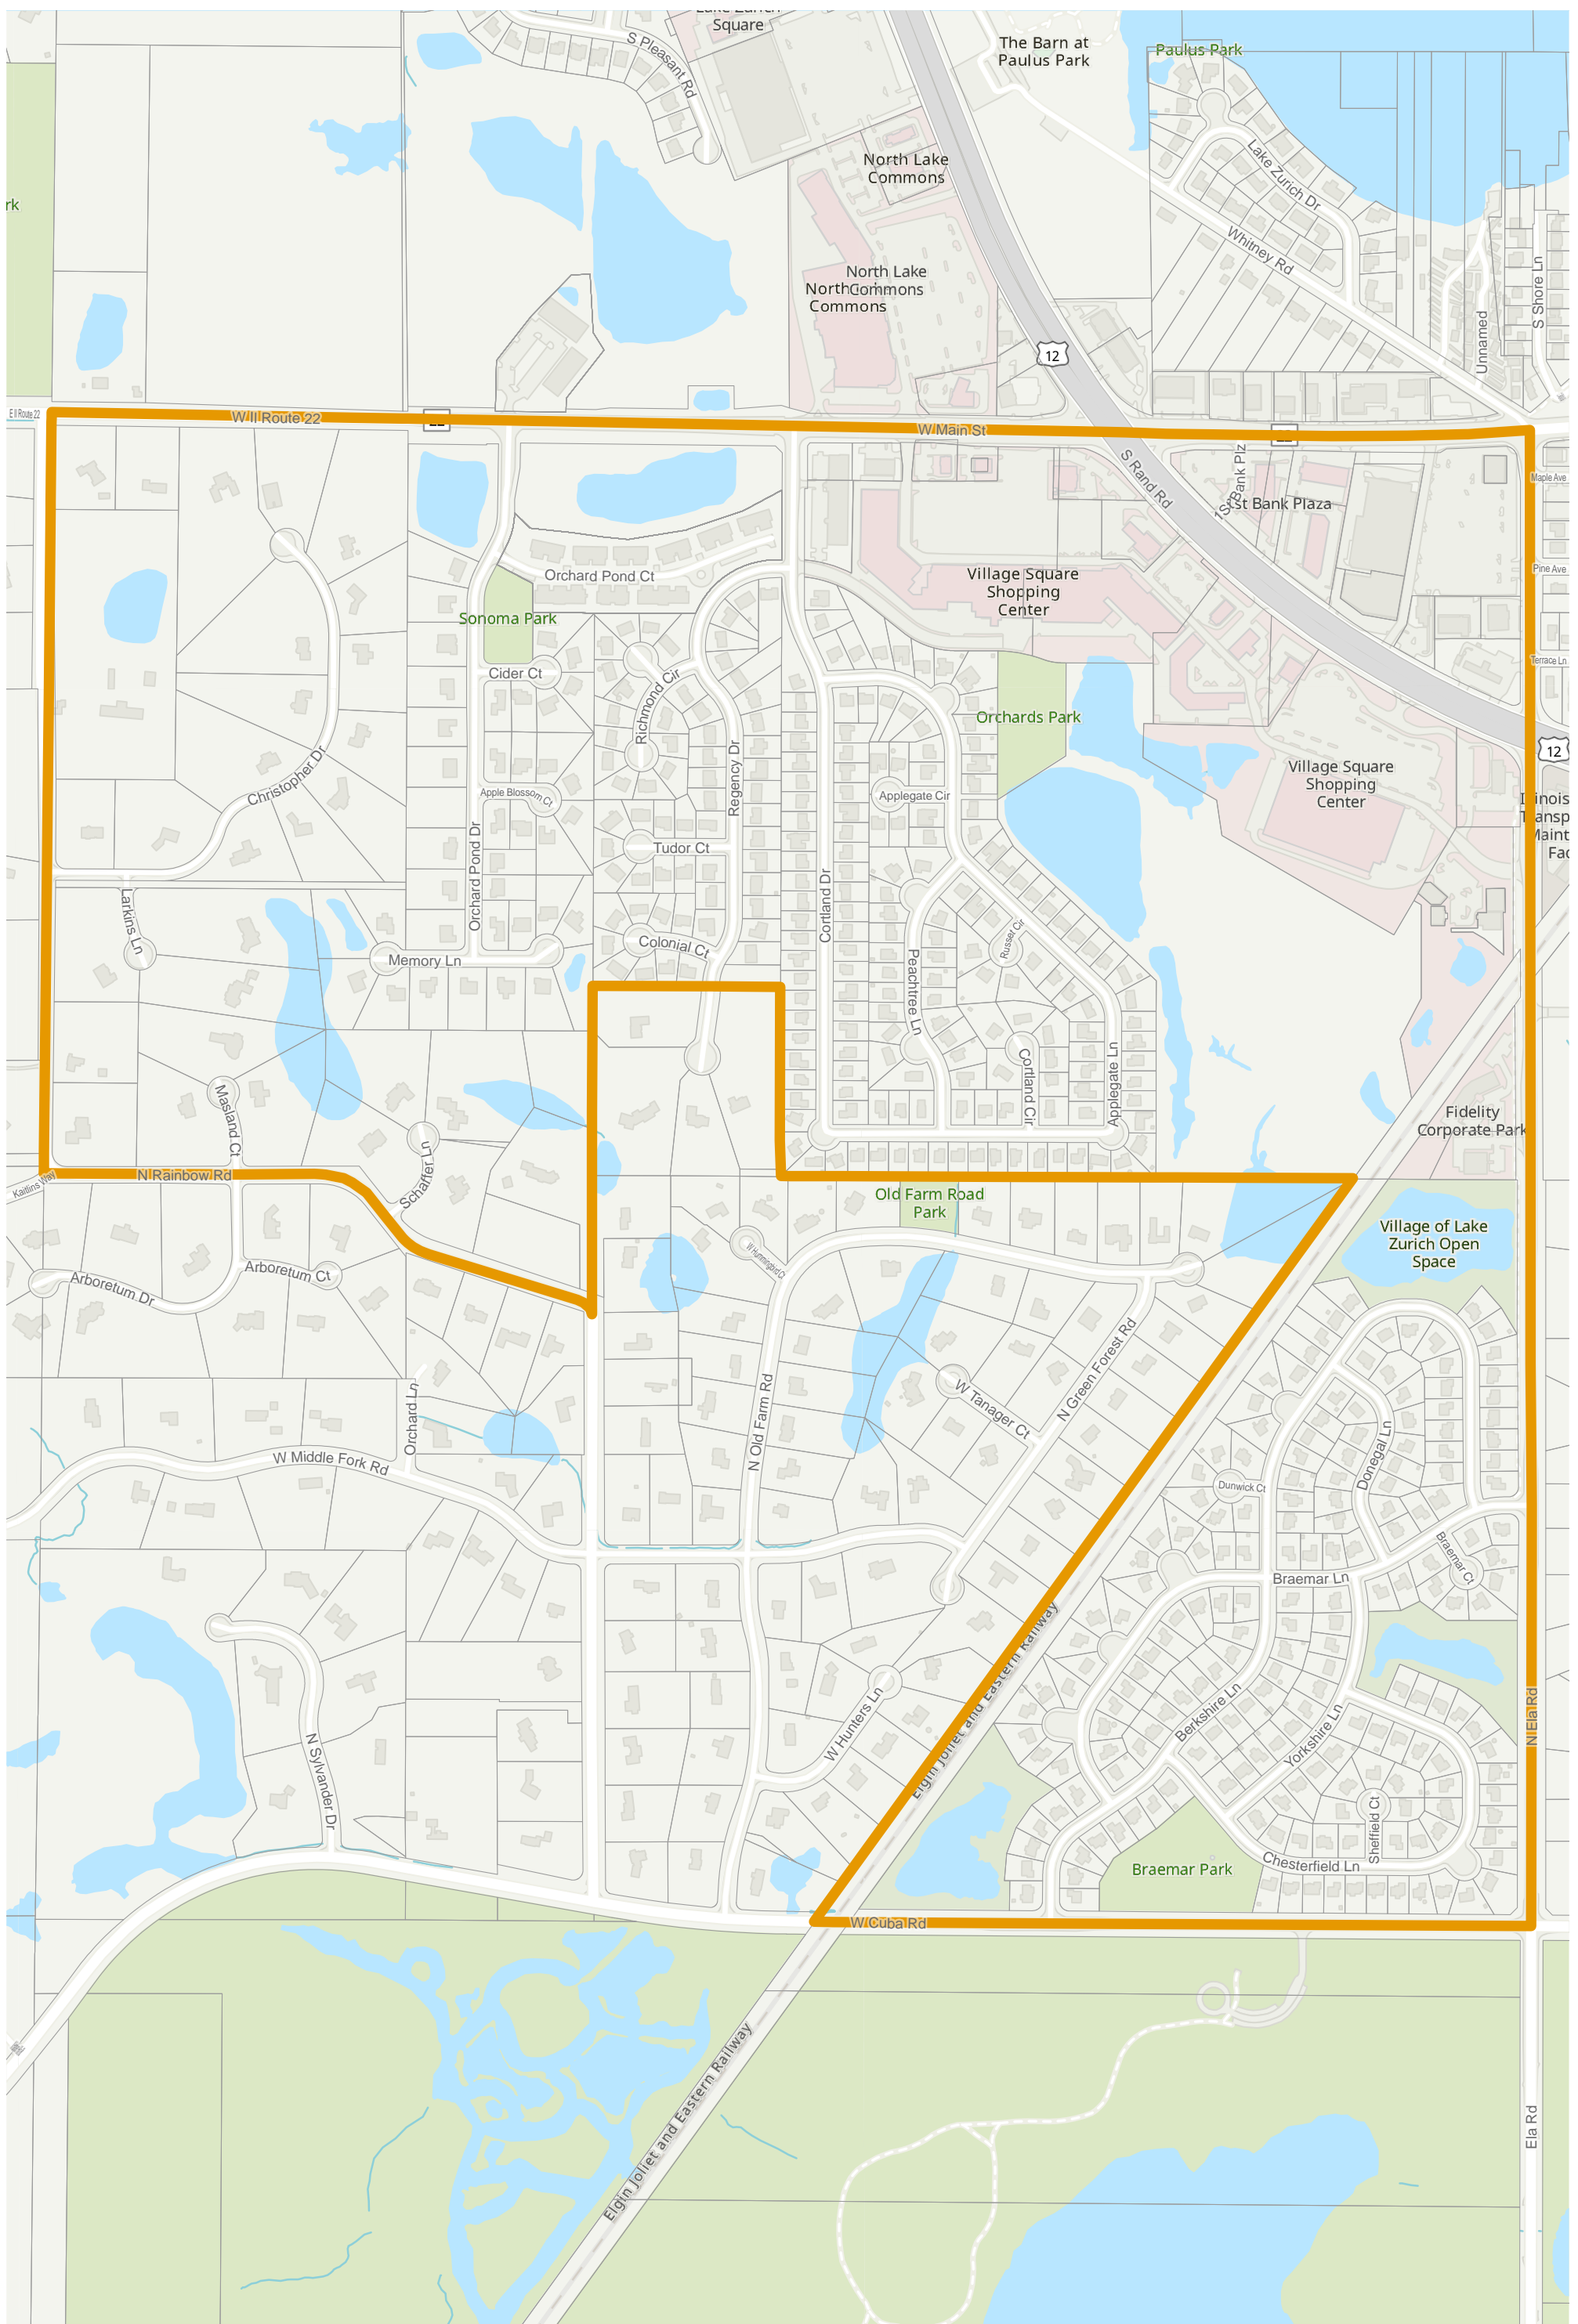 Square
S Pleasant Rd
The Barn at
Paulus Park
Paulus Park
North Lake
Commons
Lake Zurich Dr
Whitney Rd
rk
North Lake
Commons
Commons
S Shore Ln
Unnamed
12
E Il Route 22
W Il Route 22
W Main St
S Rand Rd
1St Bank Plz
1st Bank Plaza
Maple Ave
Pine Ave
Orchard Pond Ct
Village Square
Shopping
Center
Sonoma Park
Terrace Ln
Cider Ct
Richmond Cir
Orchards Park
12
Regency Dr
Christopher Dr
Apple Blossom Ct
Applegate Cir
Village Square
Shopping
Center
Orchard Pond Dr
Tudor Ct
Cortland Dr
Larkins Ln
Colonial Ct
Russet Cir
Memory Ln
Peachtree Ln
Masland Ct
Cortland Cir
Applegate Ln
Fidelity
Corporate Park
Schaffer Ln
N Rainbow Rd
Kaitlins Way
Old Farm Road
Park
Village of Lake
Zurich Open
Space
W Hummingbird Ct
Arboretum Dr
Arboretum Ct
N Green Forest Rd
Orchard Ln
N Old Farm Rd
W Tanager Ct
W Middle Fork Rd
Donegal Ln
Dunwick Ct
Braemar Ln
Braemar Ct
Elgin Joliet and Eastern Railway
N Sylvander Dr
W Hunters Ln
Berkshire Ln
Yorkshire Ln
N Ela Rd
Sheffield Ct
Chesterfield Ln
Braemar Park
W Cuba Rd
Elgin Joliet and Eastern Railway
Ela Rd